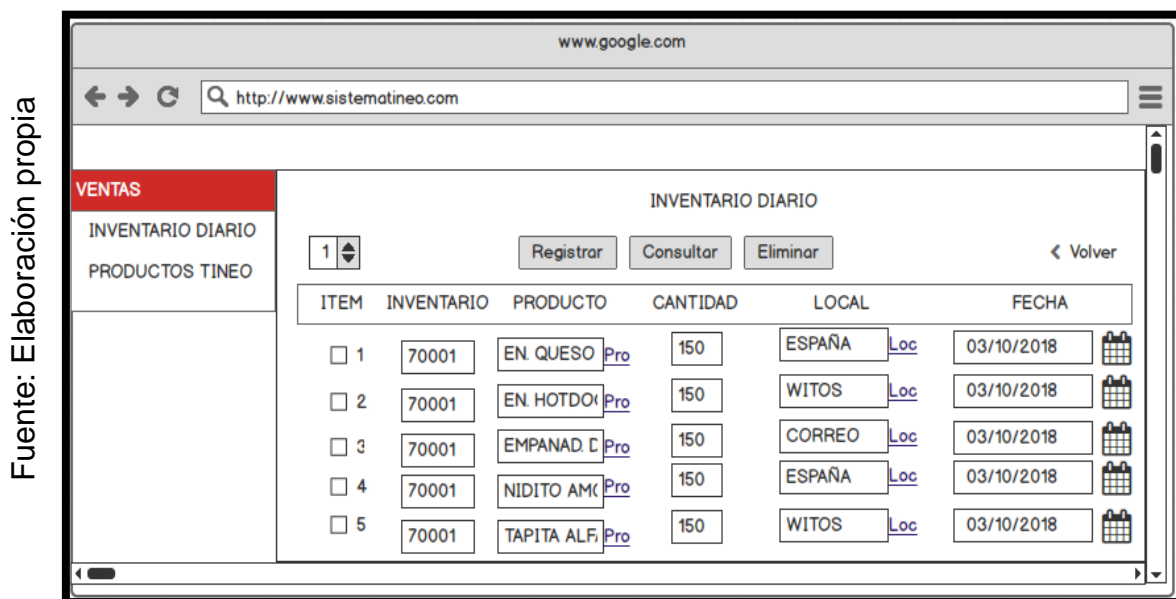 Fuente: Elaboración propia
www.google.com
http://www.sistematineo.com
VENTAS
INVENTARIO DIARIO
PRODUCTOS TINEO
INVENTARIO DIARIO
1 Registrar Consultar Eliminar Volver
ITEM INVENTARIO PRODUCTO CANTIDAD LOCAL FECHA
1 70001 EN. QUESO Pro 150 ESPAÑA Loc 03/10/2018
2 70001 EN. HOTDO Pro 150 WITOS Loc 03/10/2018
3 70001 EMPANAD. D Pro 150 CORREO Loc 03/10/2018
4 70001 NIDITO AM Pro 150 ESPAÑA Loc 03/10/2018
5 70001 TAPITA ALF Pro 150 WITOS Loc 03/10/2018